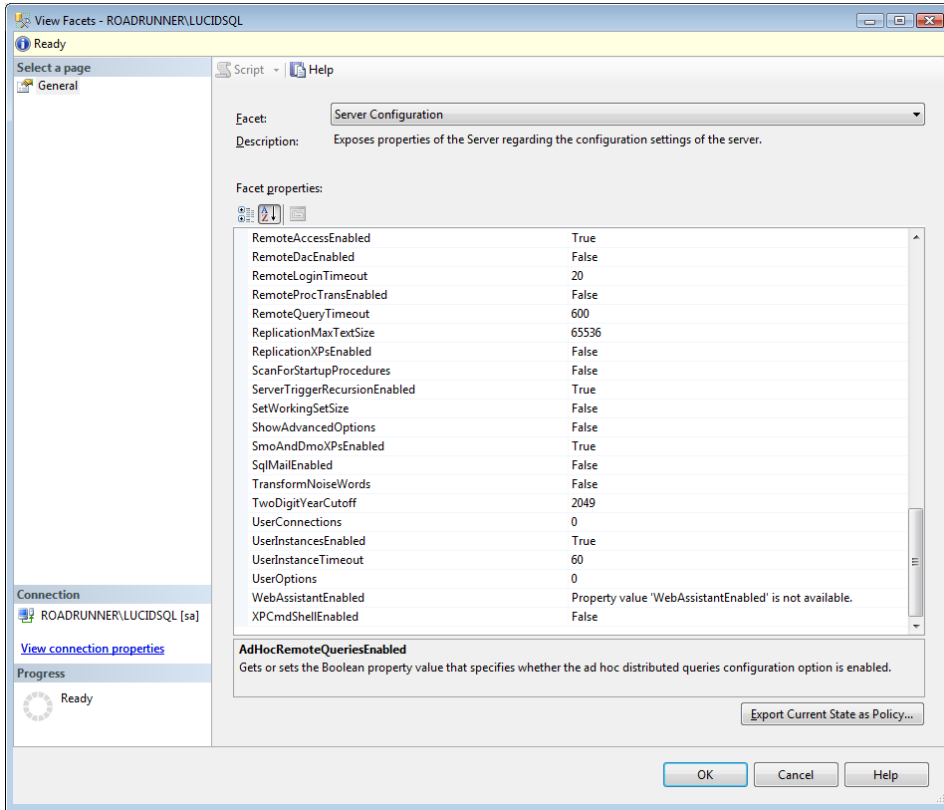 View Facets - ROADRUNNER\LUCIDSQL
Ready
Select a page
General
Script
Help
Facet:
Server Configuration
Description:
Exposes properties of the Server regarding the configuration settings of the server.
Facet properties:
RemoteAccessEnabled True
RemoteDacEnabled False
RemoteLoginTimeout 20
RemoteProcTransEnabled False
RemoteQueryTimeout 600
ReplicationMaxTextSize 65536
ReplicationXPsEnabled False
ScanForStartupProcedures False
ServerTriggerRecursionEnabled True
SetWorkingSetSize False
ShowAdvancedOptions False
SmoAndDmoXPsEnabled True
SqlMailEnabled False
TransformNoiseWords False
TwoDigitYearCutoff 2049
UserConnections 0
UserInstancesEnabled True
UserInstanceTimeout 60
UserOptions 0
WebAssistantEnabled Property value 'WebAssistantEnabled' is not available.
XPCmdShellEnabled False
AdHocRemoteQueriesEnabled
Gets or sets the Boolean property value that specifies whether the ad hoc distributed queries configuration option is enabled.
Connection
ROADRUNNER\LUCIDSQL [sa]
View connection properties
Progress
Ready
Export Current State as Policy...
OK
Cancel
Help